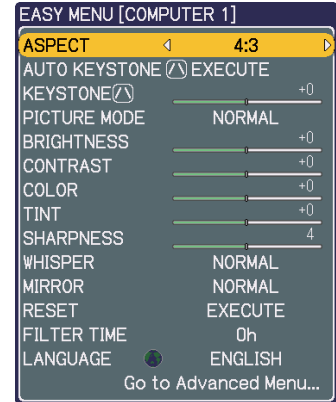 EASY MENU [COMPUTER 1]
ASPECT 4:3
AUTO KEYSTONE EXECUTE
KEYSTONE +0
PICTURE MODE NORMAL
BRIGHTNESS +0
CONTRAST +0
COLOR +0
TINT +0
SHARPNESS 4
WHISPER NORMAL
MIRROR NORMAL
RESET EXECUTE
FILTER TIME 0h
LANGUAGE ENGLISH
Go to Advanced Menu...